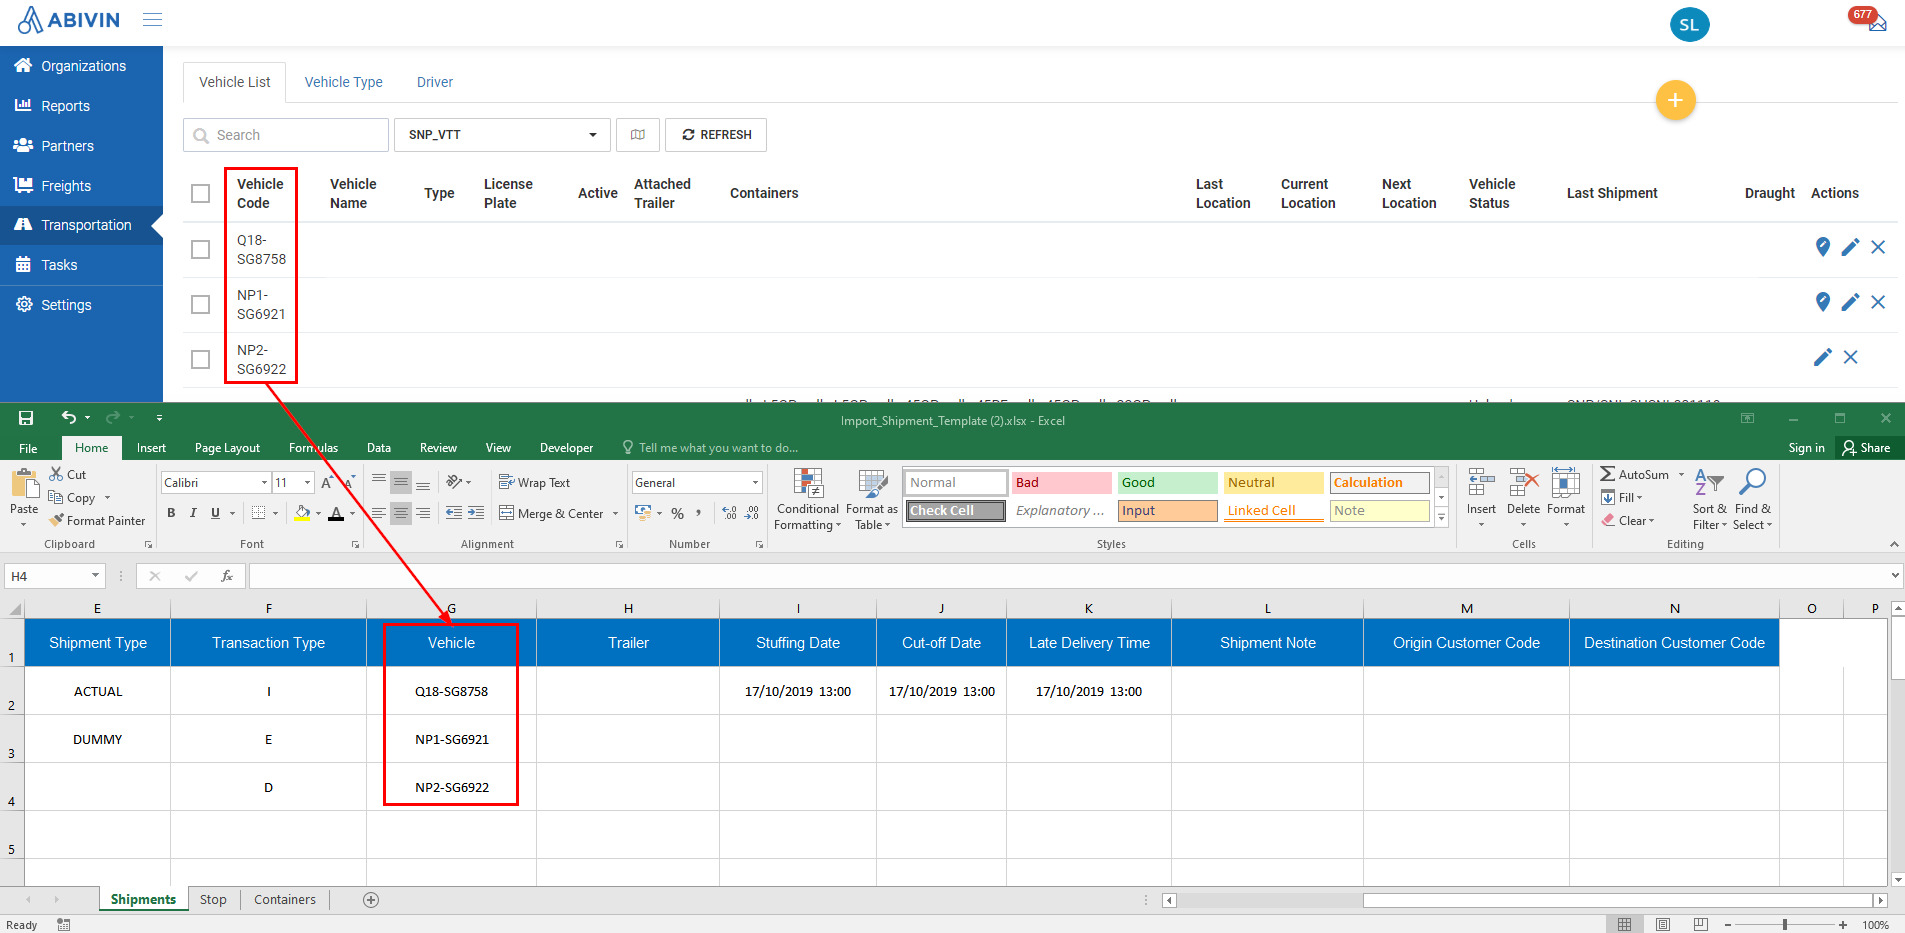 ABIVIN
SL
677
Organizations
Reports
Partners
Freights
Transportation
Tasks
Settings
Vehicle List
Vehicle Type
Driver
Search
SNP_VTT
REFRESH
Vehicle Code
Vehicle Name
Type
License Plate
Active
Attached Trailer
Containers
Last Location
Current Location
Next Location
Vehicle Status
Last Shipment
Draught
Actions
Q18-
SG8758
NP1-
SG6921
NP2-
SG6922
Import_Shipment_Template (2).xlsx - Excel
File
Home
Insert
Page Layout
Formulas
Data
Review
View
Developer
Tell me what you want to do...
Sign in
Share
Paste
Cut
Copy
Format Painter
Clipboard
Calibri
11
B I U
Font
Wrap Text
Merge & Center
Alignment
General
%
Number
Conditional Formatting
Format as Table
Normal
Bad
Good
Neutral
Calculation
Check Cell
Explanatory ...
Input
Linked Cell
Note
Styles
Insert
Delete
Format
Cells
AutoSum
Fill
Clear
Sort & Filter
Find & Select
Editing
H4
fx
E F G H I J K L M N O P
1 Shipment Type Transaction Type Vehicle Trailer Stuffing Date Cut-off Date Late Delivery Time Shipment Note Origin Customer Code Destination Customer Code
2 ACTUAL I Q18-SG8758 17/10/2019 13:00 17/10/2019 13:00 17/10/2019 13:00
3 DUMMY E NP1-SG6921
4 D NP2-SG6922
5
Shipments
Stop
Containers
Ready
100%